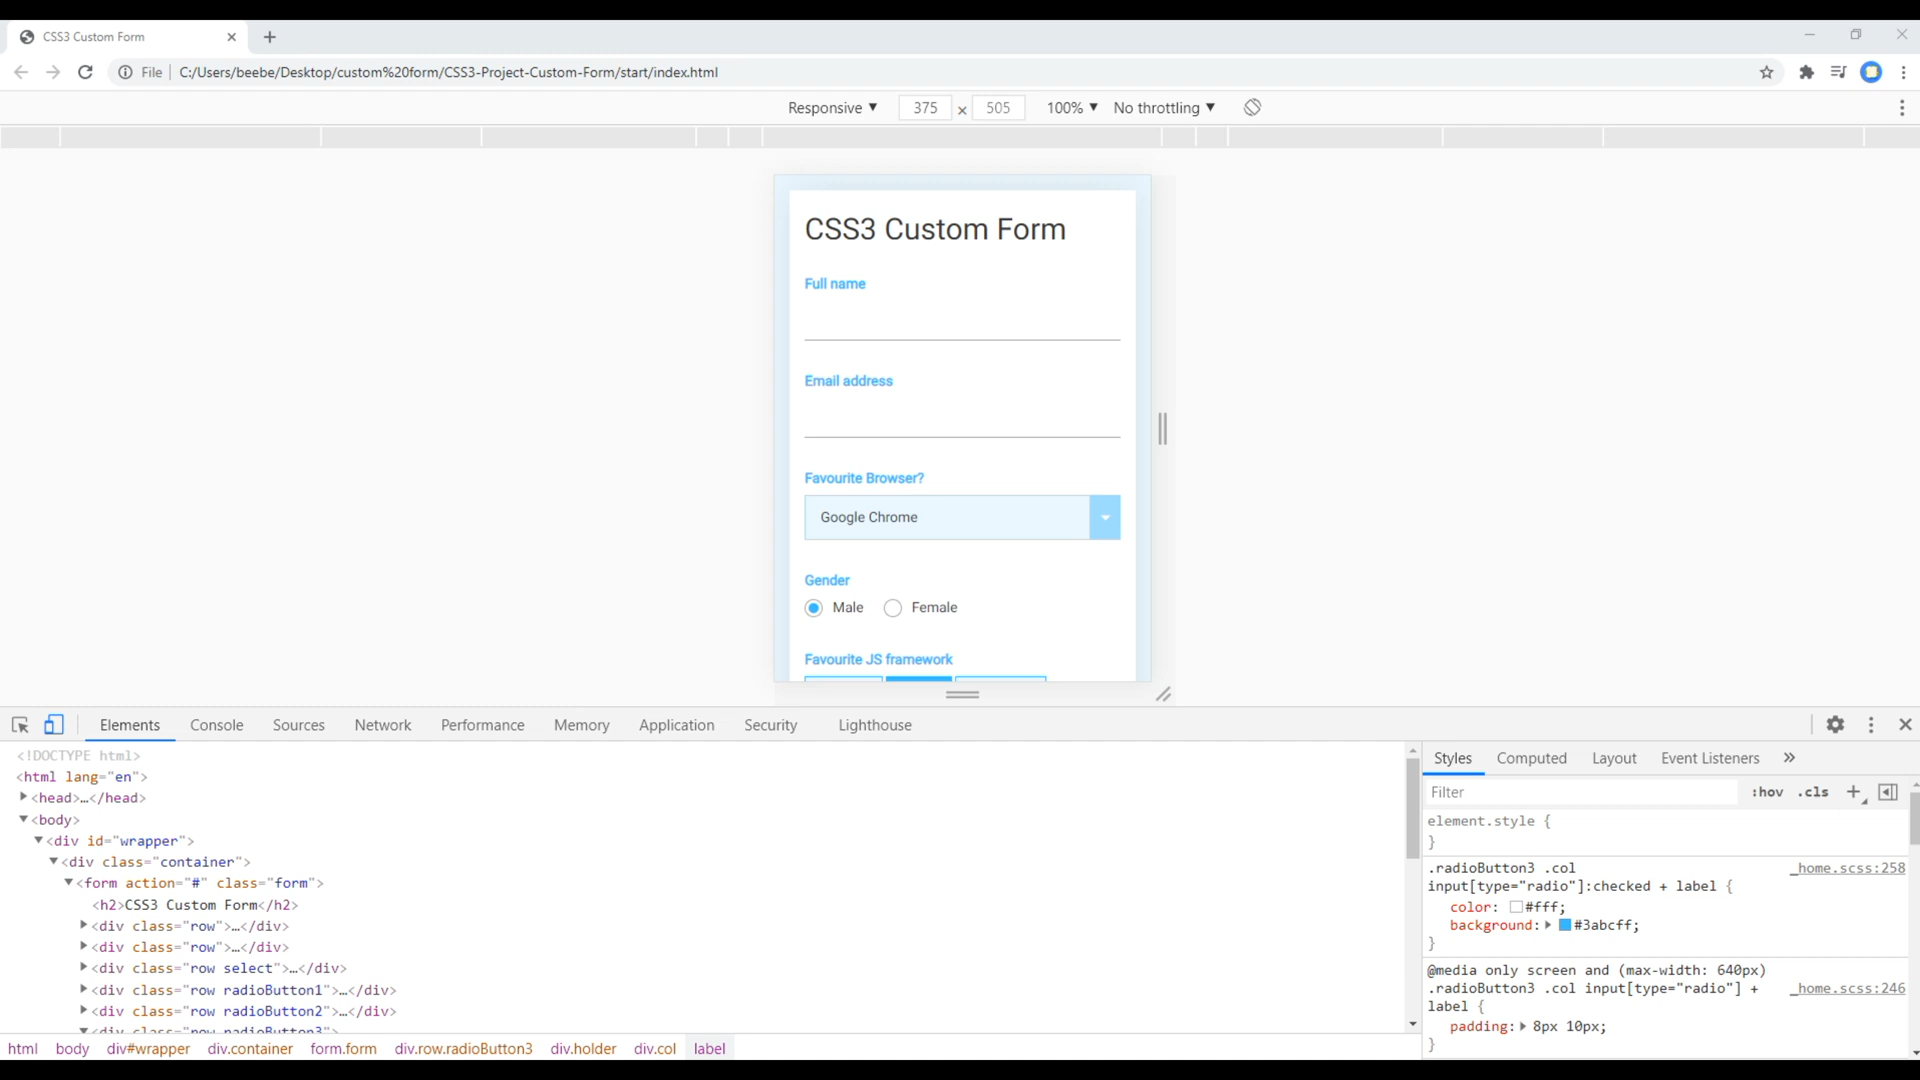 CSS3 Custom Form
File C:/Users/beebe/Desktop/custom%20form/CSS3-Project-Custom-Form/start/index.html
Responsive ▼ 375 × 505 100% ▼ No throttling ▼
CSS3 Custom Form
Full name
Email address
Favourite Browser?
Google Chrome
Gender
Male Female
Favourite JS framework
Elements Console Sources Network Performance Memory Application Security Lighthouse
<!DOCTYPE html>
<html lang="en">
<head>…</head>
<body>
<div id="wrapper">
<div class="container">
<form action="#" class="form">
<h2>CSS3 Custom Form</h2>
<div class="row">…</div>
<div class="row">…</div>
<div class="row select">…</div>
<div class="row radioButton1">…</div>
<div class="row radioButton2">…</div>
<div class="row radioButton3">
html body div#wrapper div.container form.form div.row.radioButton3 div.holder div.col label
Styles Computed Layout Event Listeners »
Filter :hov .cls +
element.style {
}
.radioButton3 .col _home.scss:258
input[type="radio"]:checked + label {
color: #fff;
background: #3abcff;
}
@media only screen and (max-width: 640px)
.radioButton3 .col input[type="radio"] + _home.scss:246
label {
padding: 8px 10px;
}